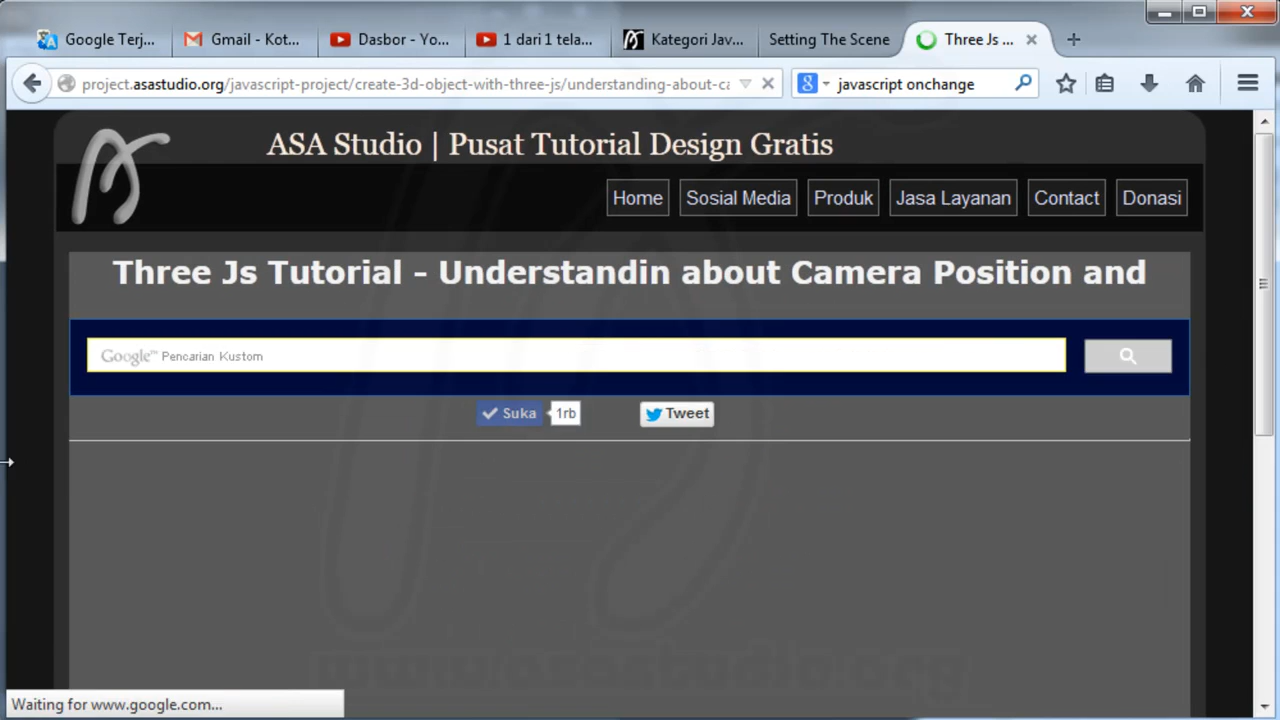 Google Terj...
Gmail - Kot...
Dasbor - Yo...
1 dari 1 tela...
Kategori Jav...
Setting The Scene
Three Js ...
project.asastudio.org/javascript-project/create-3d-object-with-three-js/understanding-about-ca
javascript onchange
ASA Studio | Pusat Tutorial Design Gratis
Home
Sosial Media
Produk
Jasa Layanan
Contact
Donasi
Three Js Tutorial - Understandin about Camera Position and
Google™ Pencarian Kustom
Suka
1rb
Tweet
www.asastudio.org
Waiting for www.google.com...